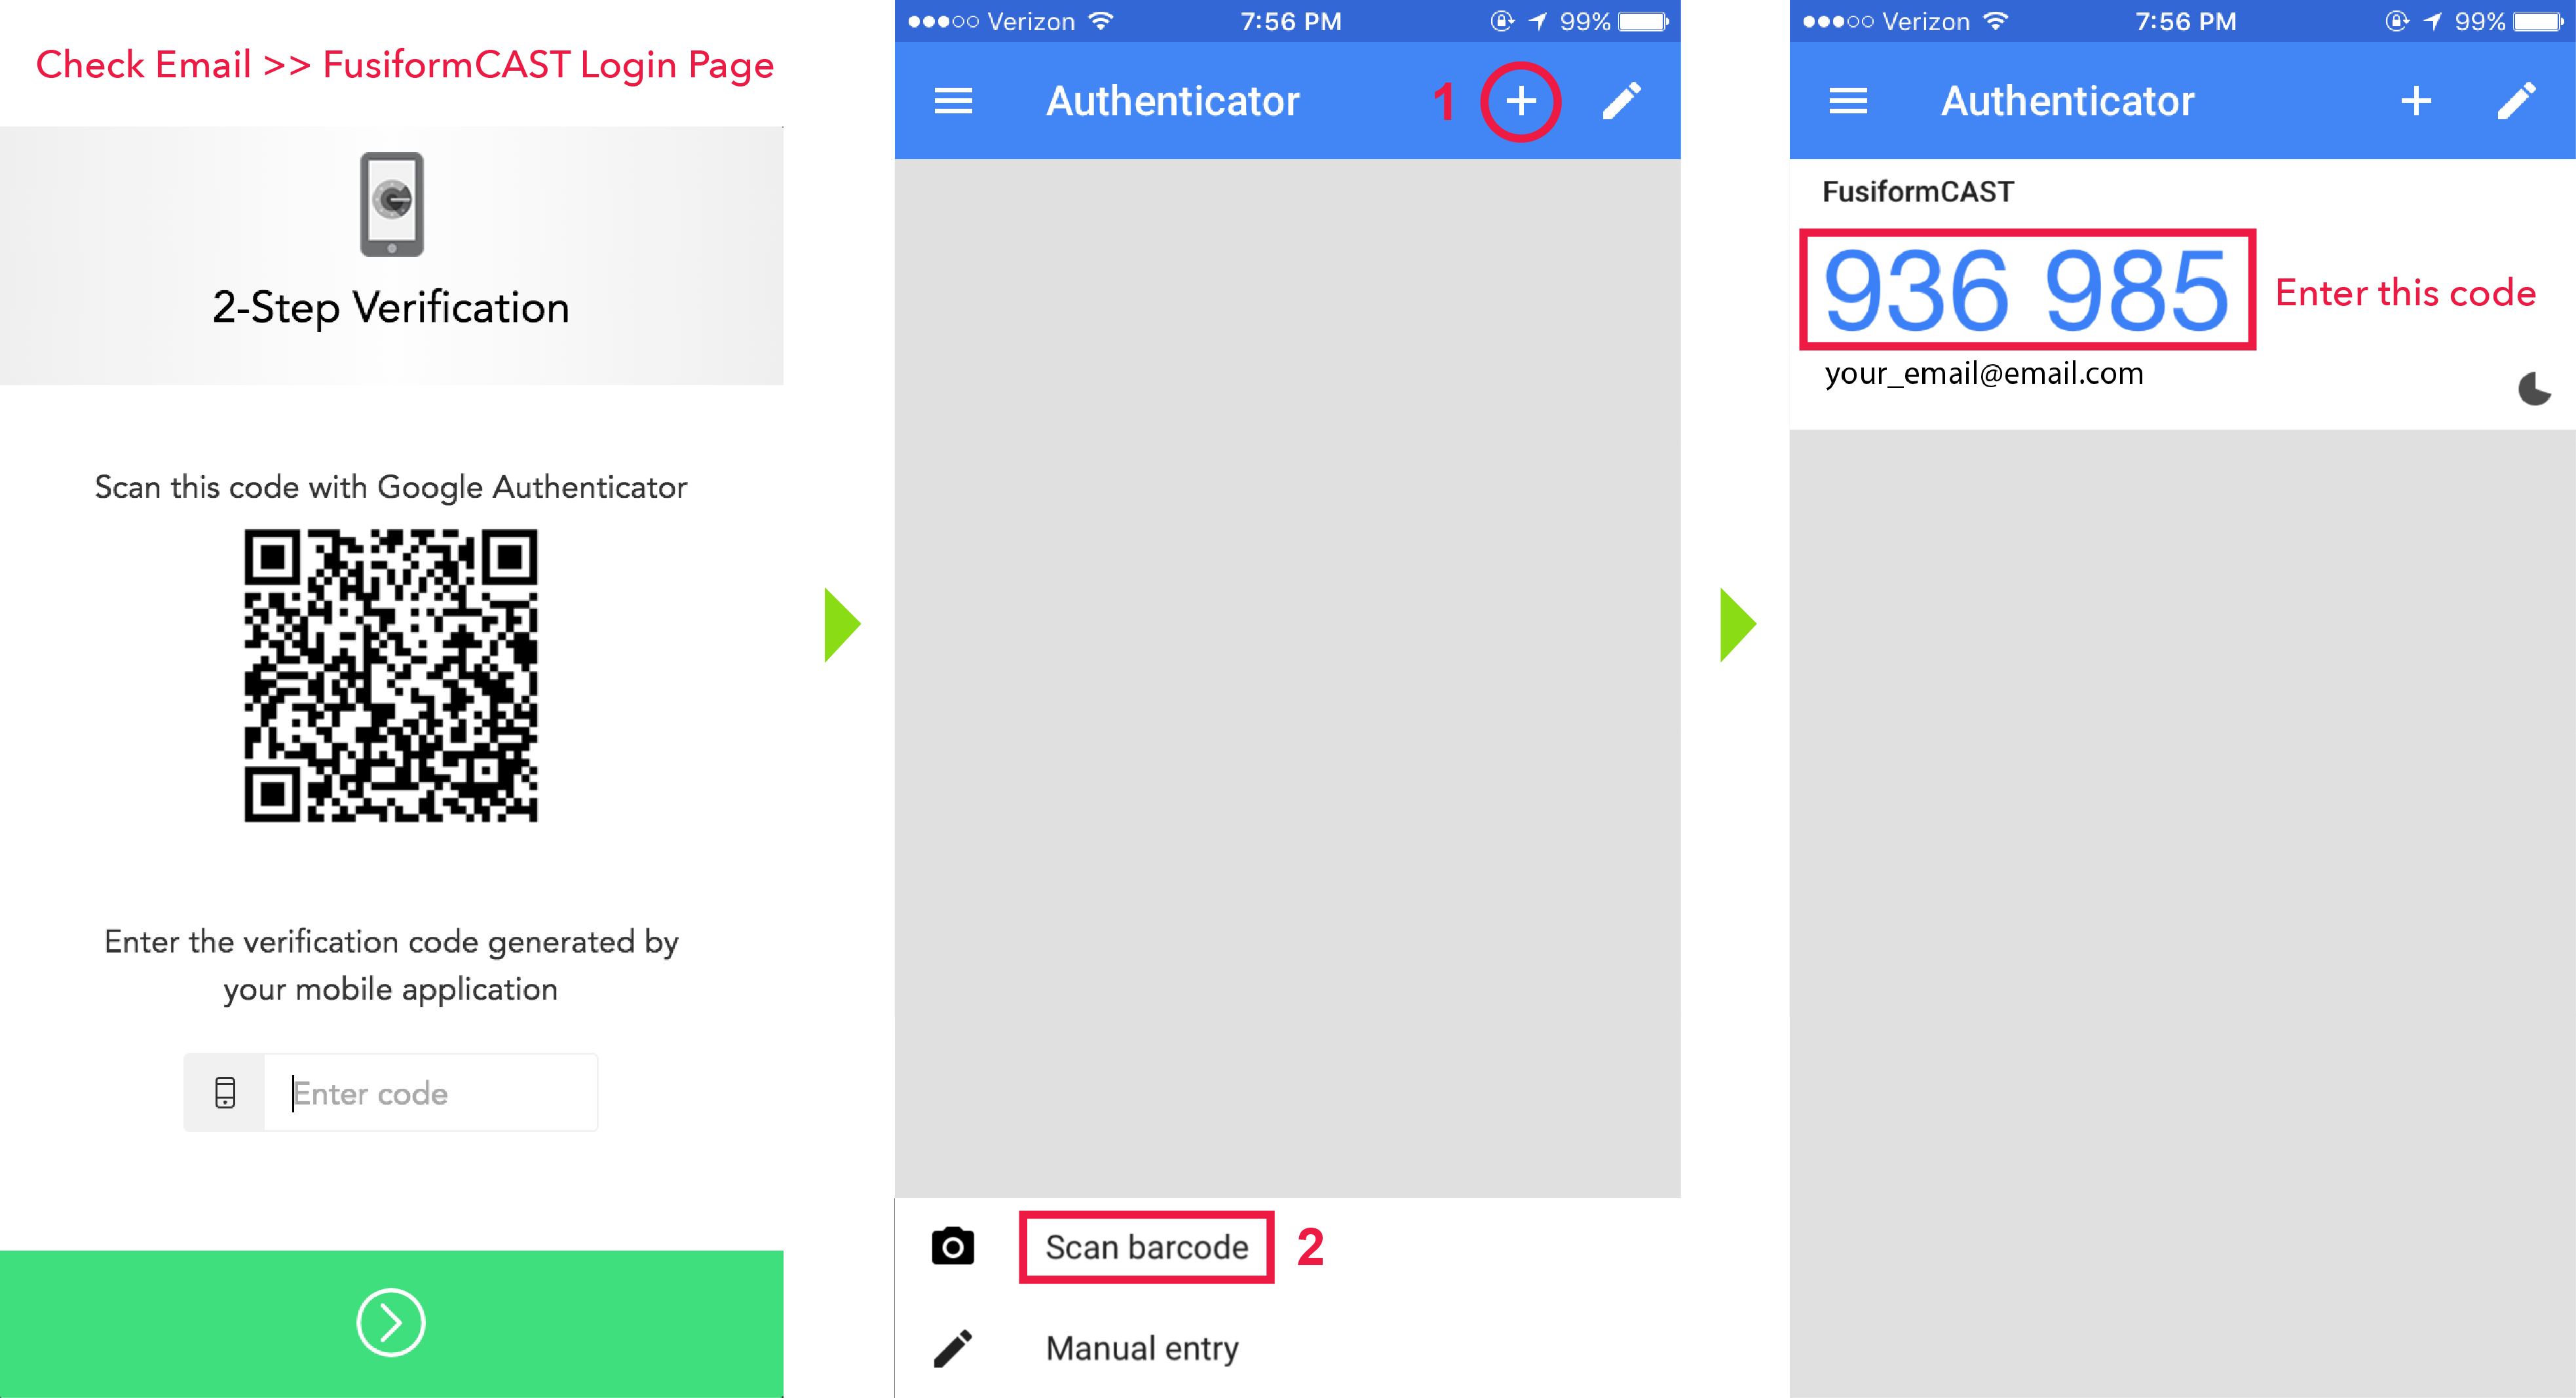 Check Email >> FusiformCAST Login Page
2-Step Verification
Scan this code with Google Authenticator
Enter the verification code generated by
your mobile application
Enter code
Verizon 7:56 PM 99%
Authenticator 1 +
Scan barcode 2
Manual entry
Verizon 7:56 PM 99%
Authenticator +
FusiformCAST
936 985 Enter this code
your_email@email.com